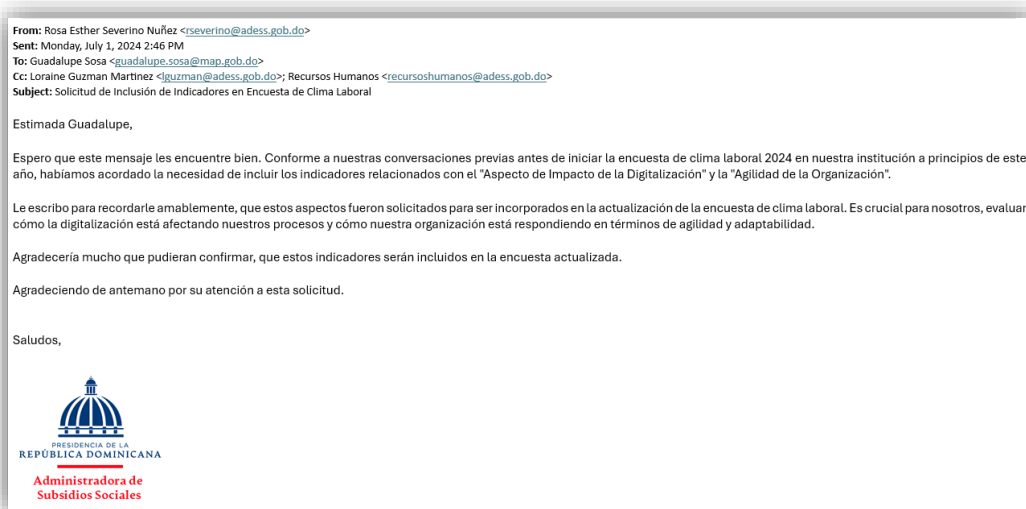 From: Rosa Esther Severino Nuñez <rseverino@adess.gob.do>
Sent: Monday, July 1, 2024 2:46 PM
To: Guadalupe Sosa <guadalupe.sosa@map.gob.do>
Cc: Loraine Guzman Martinez <lguzman@adess.gob.do>; Recursos Humanos <recursoshumanos@adess.gob.do>
Subject: Solicitud de Inclusión de Indicadores en Encuesta de Clima Laboral
Estimada Guadalupe,
Espero que este mensaje les encuentre bien. Conforme a nuestras conversaciones previas antes de iniciar la encuesta de clima laboral 2024 en nuestra institución a principios de este
año, habíamos acordado la necesidad de incluir los indicadores relacionados con el "Aspecto de Impacto de la Digitalización" y la "Agilidad de la Organización".
Le escribo para recordarle amablemente, que estos aspectos fueron solicitados para ser incorporados en la actualización de la encuesta de clima laboral. Es crucial para nosotros, evaluar
cómo la digitalización está afectando nuestros procesos y cómo nuestra organización está respondiendo en términos de agilidad y adaptabilidad.
Agradecería mucho que pudieran confirmar, que estos indicadores serán incluidos en la encuesta actualizada.
Agradeciendo de antemano por su atención a esta solicitud.
Saludos,
PRESIDENCIA DE LA
REPÚBLICA DOMINICANA
Administradora de
Subsidios Sociales